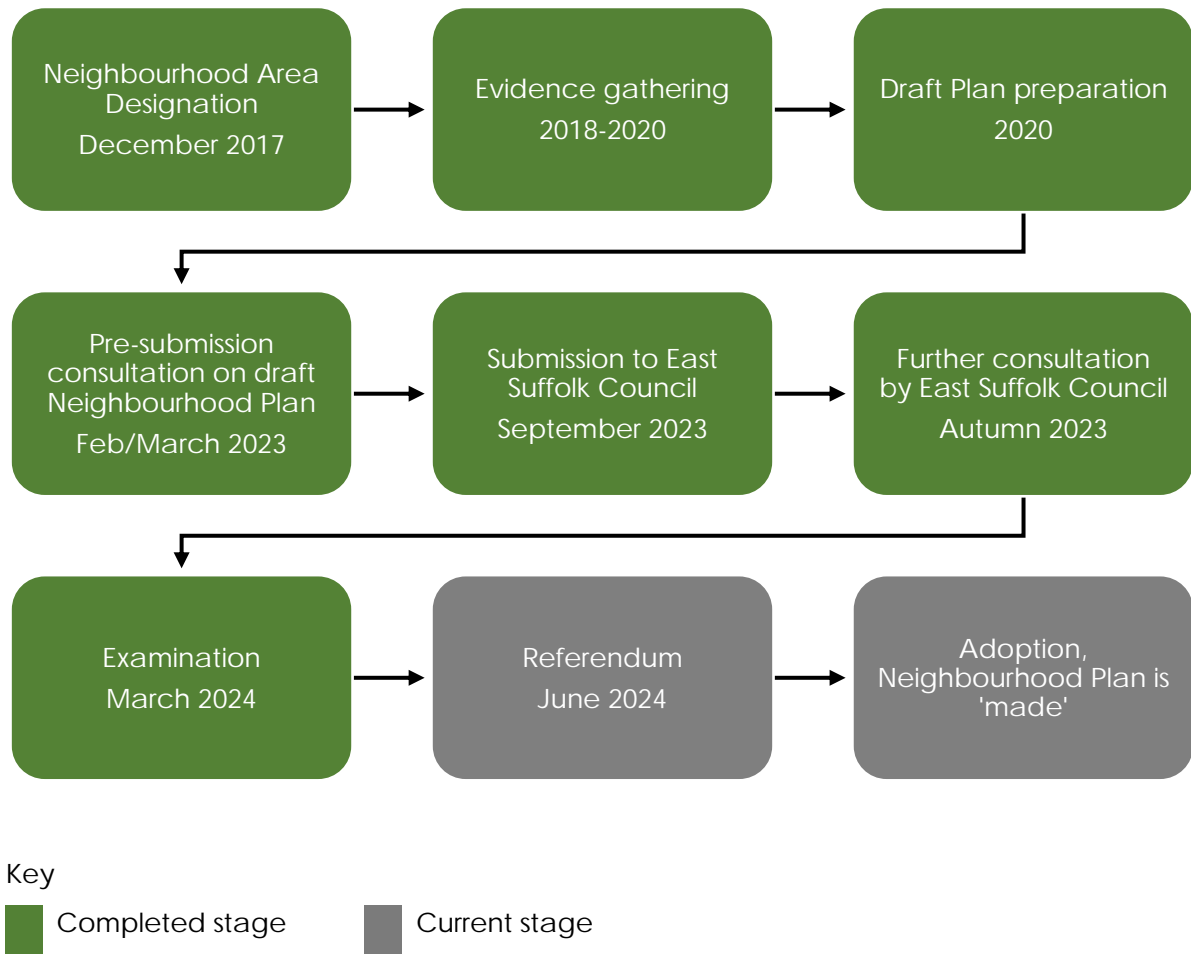 Neighbourhood Area
Designation
December 2017
Evidence gathering
2018-2020
Draft Plan preparation
2020
Pre-submission
consultation on draft
Neighbourhood Plan
Feb/March 2023
Submission to East
Suffolk Council
September 2023
Further consultation
by East Suffolk Council
Autumn 2023
Examination
March 2024
Referendum
June 2024
Adoption,
Neighbourhood Plan is
'made'
Key
Completed stage
Current stage